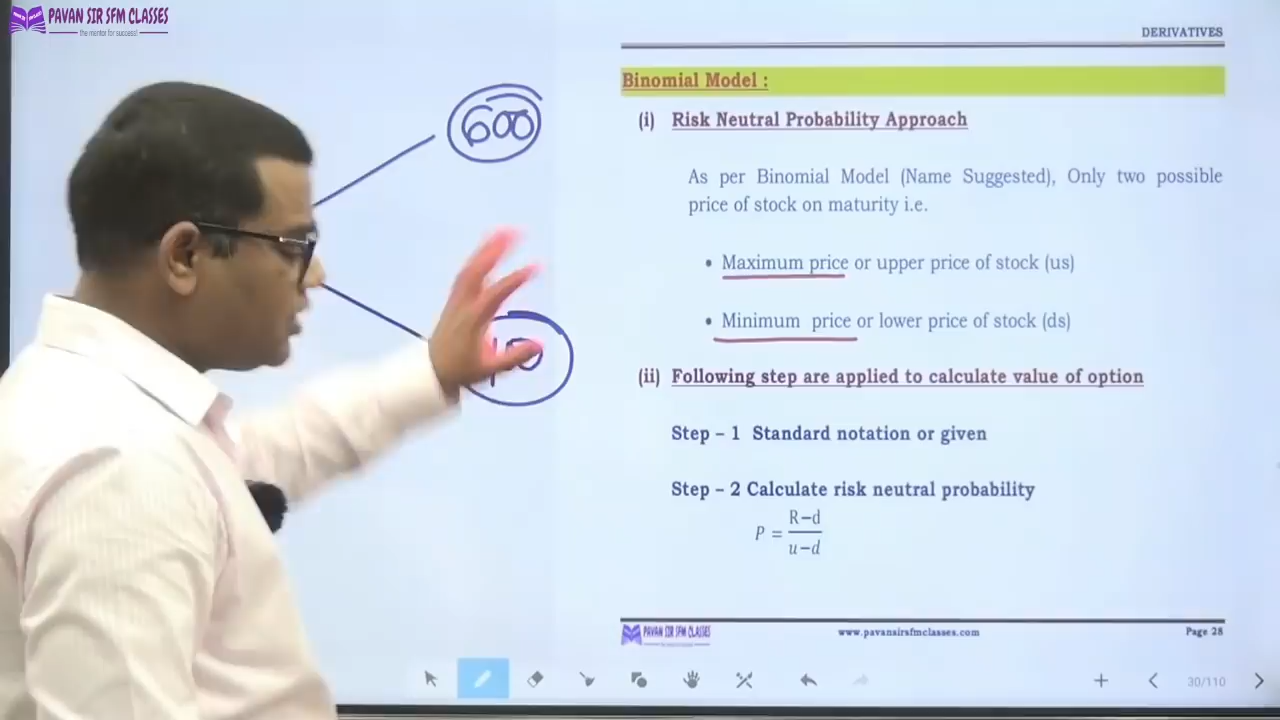 PAVAN SIR SFM CLASSES
the mentor for success!
DERIVATIVES
600
Binomial Model :
(i) Risk Neutral Probability Approach
As per Binomial Model (Name Suggested), Only two possible
price of stock on maturity i.e.
• Maximum price or upper price of stock (us)
• Minimum price or lower price of stock (ds)
(ii) Following step are applied to calculate value of option
Step – 1 Standard notation or given
Step – 2 Calculate risk neutral probability
P = R–d
u–d
PAVAN SIR SFM CLASSES
www.pavansirsfmclasses.com
Page 28
30/110